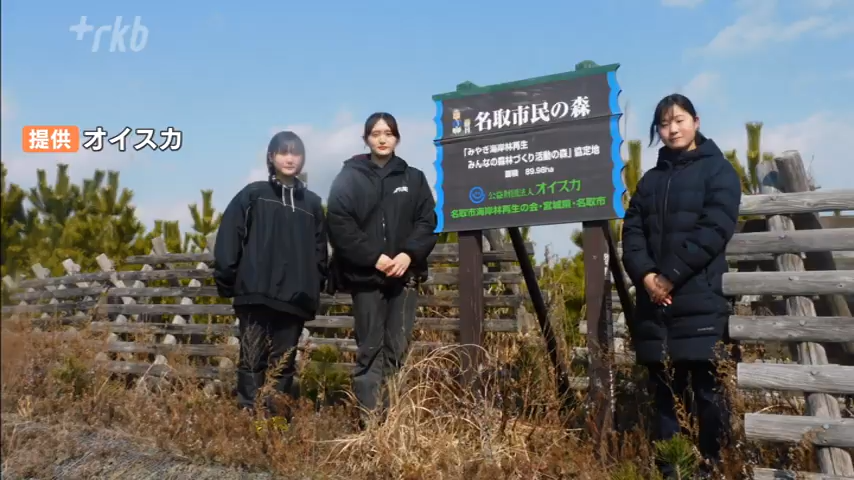 +rkb
提供 オイスカ
名取市民の森
「みやぎ海岸林再生
みんなの森林づくり活動の森」協定地
面積 89.98ha
公益財団法人オイスカ
名取市海岸林再生の会・宮城県・名取市